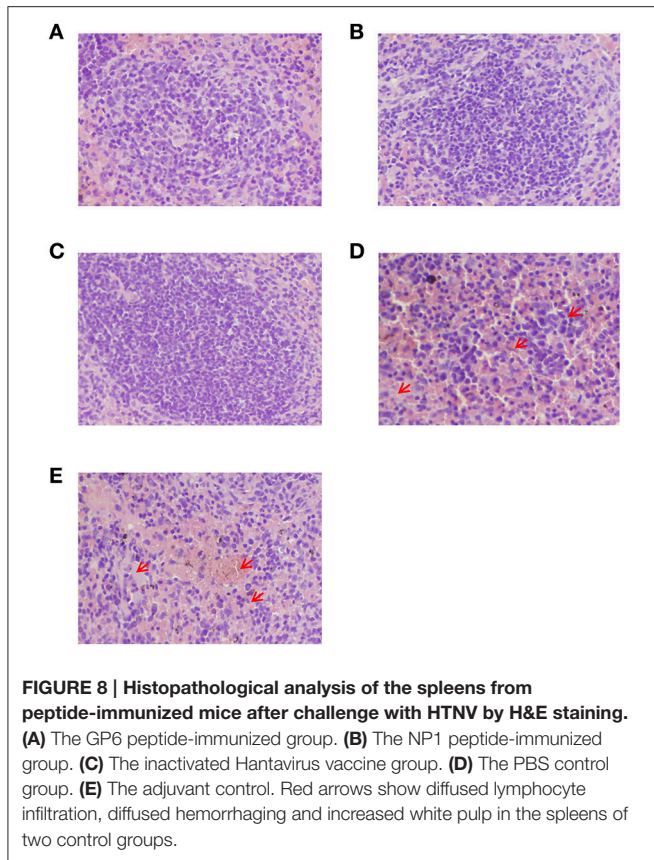 A
B
C
D
E
FIGURE 8 | Histopathological analysis of the spleens from
peptide-immunized mice after challenge with HTNV by H&E staining.
(A) The GP6 peptide-immunized group. (B) The NP1 peptide-immunized
group. (C) The inactivated Hantavirus vaccine group. (D) The PBS control
group. (E) The adjuvant control. Red arrows show diffused lymphocyte
infiltration, diffused hemorrhaging and increased white pulp in the spleens of
two control groups.